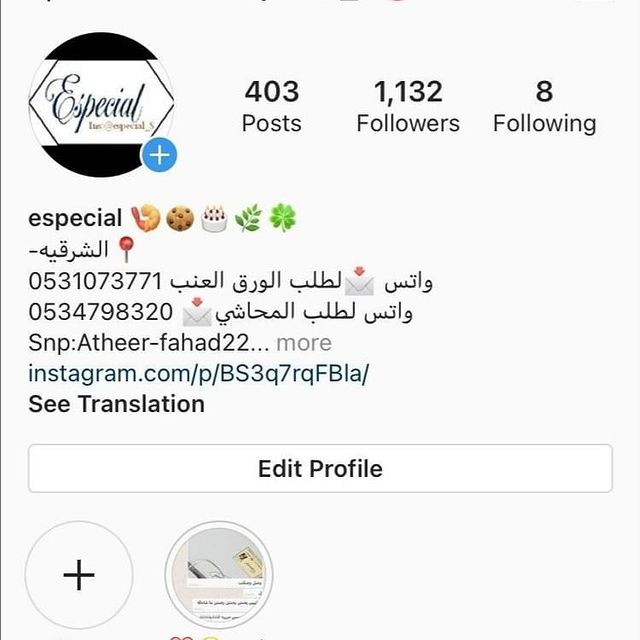 Especial
Ins:@especial_S
403 1,132 8
Posts Followers Following
especial 🍤🍪🎂🌿🍀
-الشرقيه📍
واتس 📩لطلب الورق العنب 0531073771
واتس لطلب المحاشي📩 0534798320
Snp:Atheer-fahad22... more
instagram.com/p/BS3q7rqFBla/
See Translation
Edit Profile